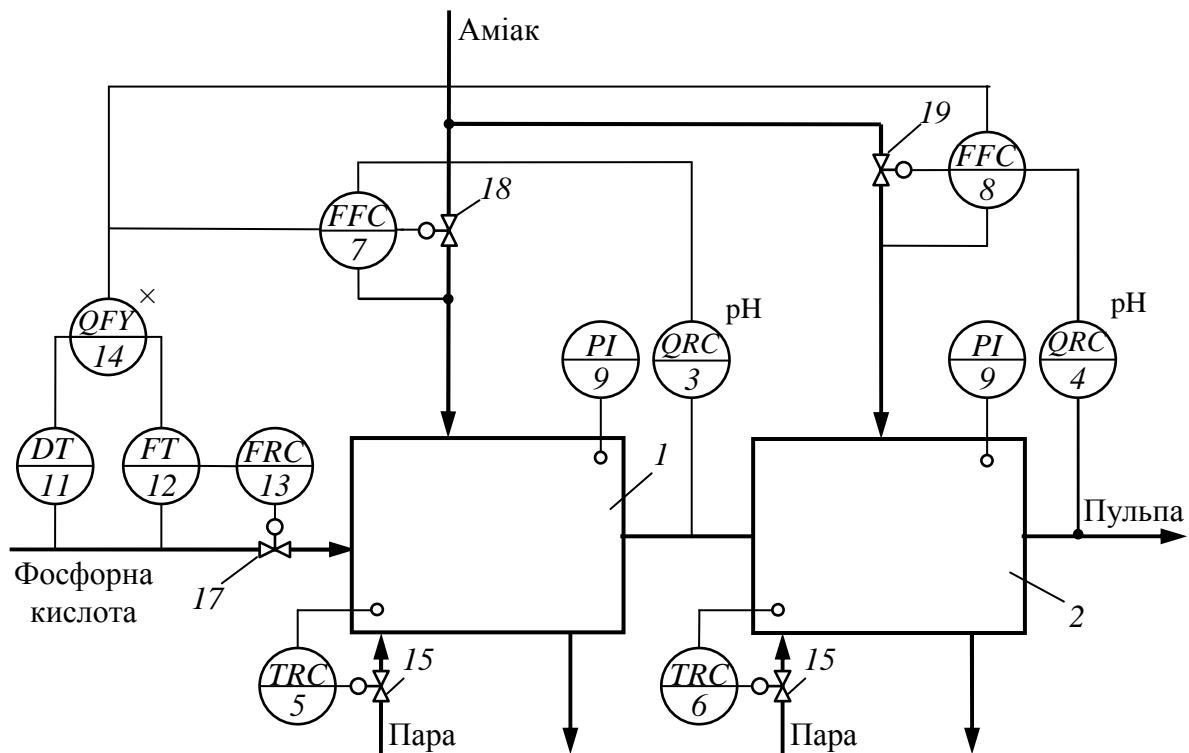 Аміак
19
FFC
8
18
FFC
7
×
QFY
14
pH
pH
PI
9
QRC
3
PI
9
QRC
4
DT
11
FT
12
FRC
13
1
Пульпа
Фосфорна
кислота
17
2
TRC
5
15
Пара
TRC
6
15
Пара